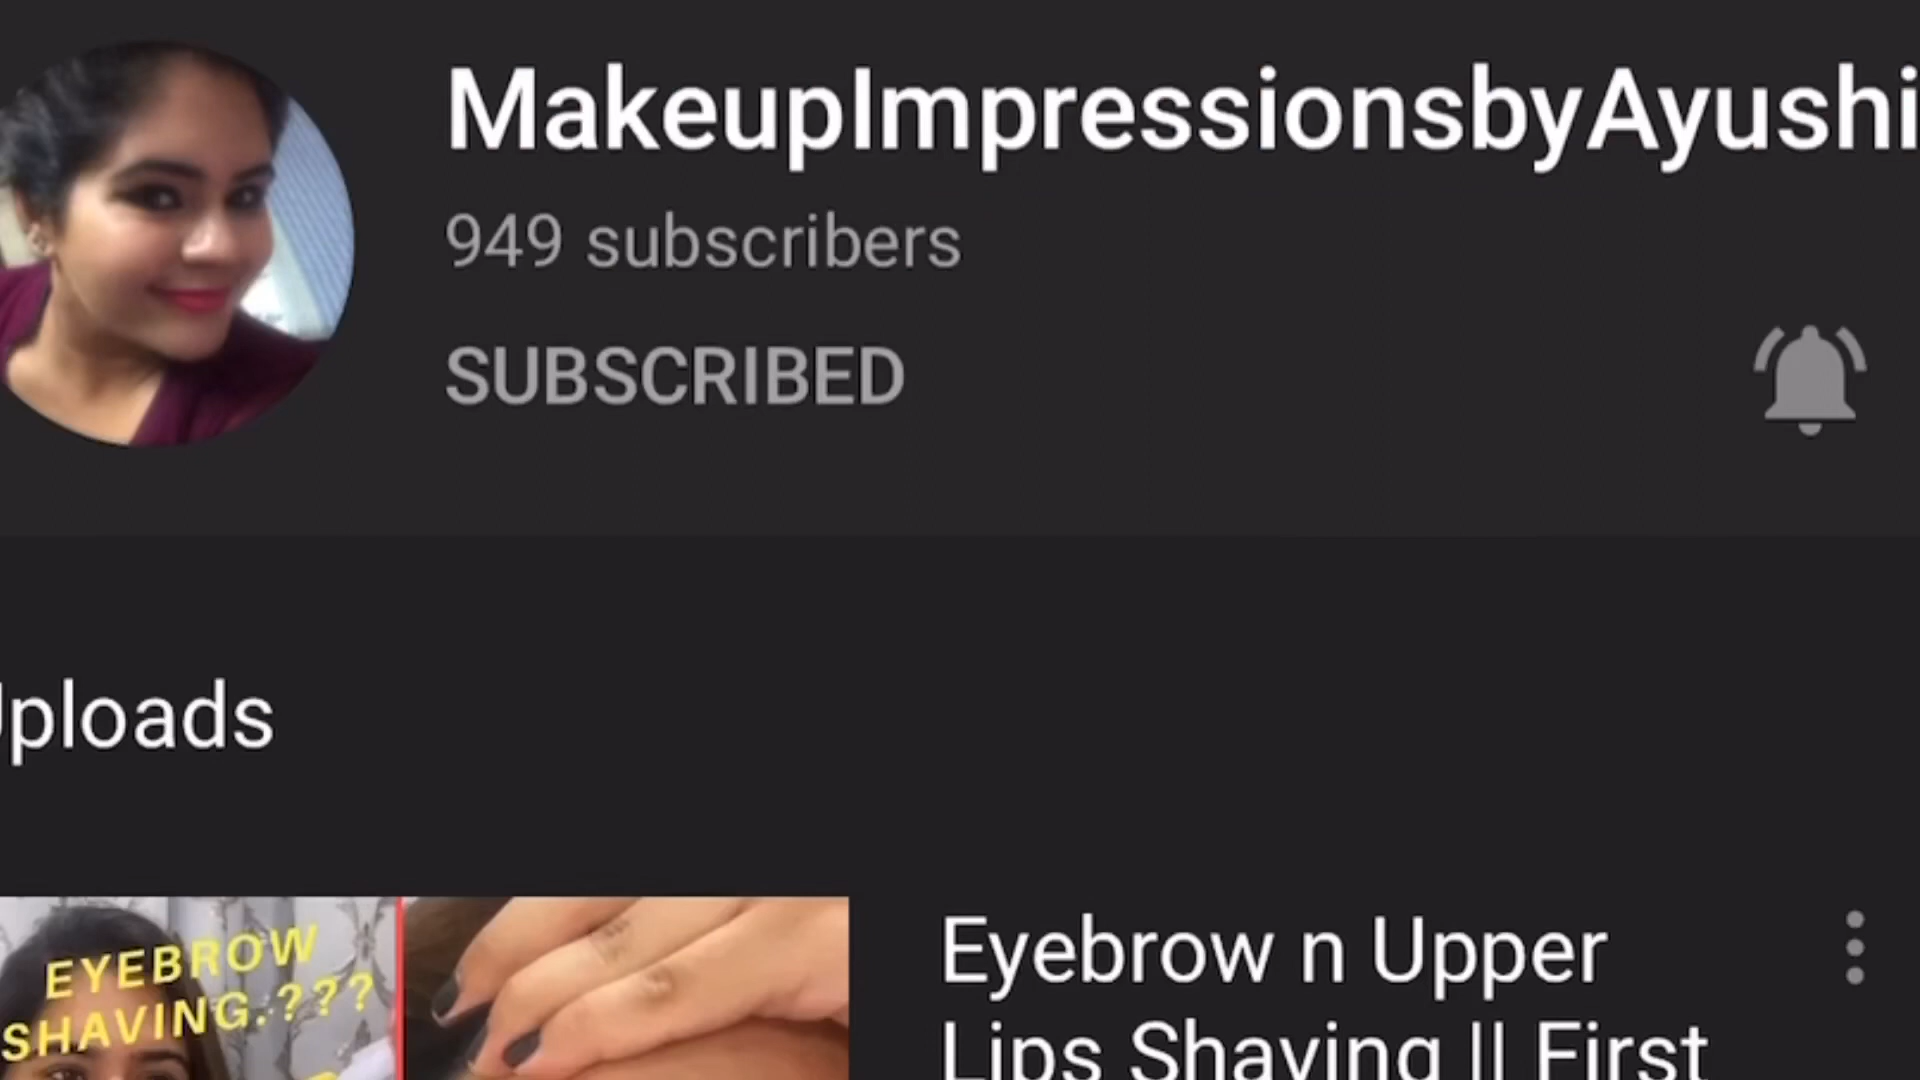 MakeupImpressionsbyAyushi
949 subscribers
SUBSCRIBED
Uploads
EYEBROW
SHAVING.???
Eyebrow n Upper
Lips Shaving || First